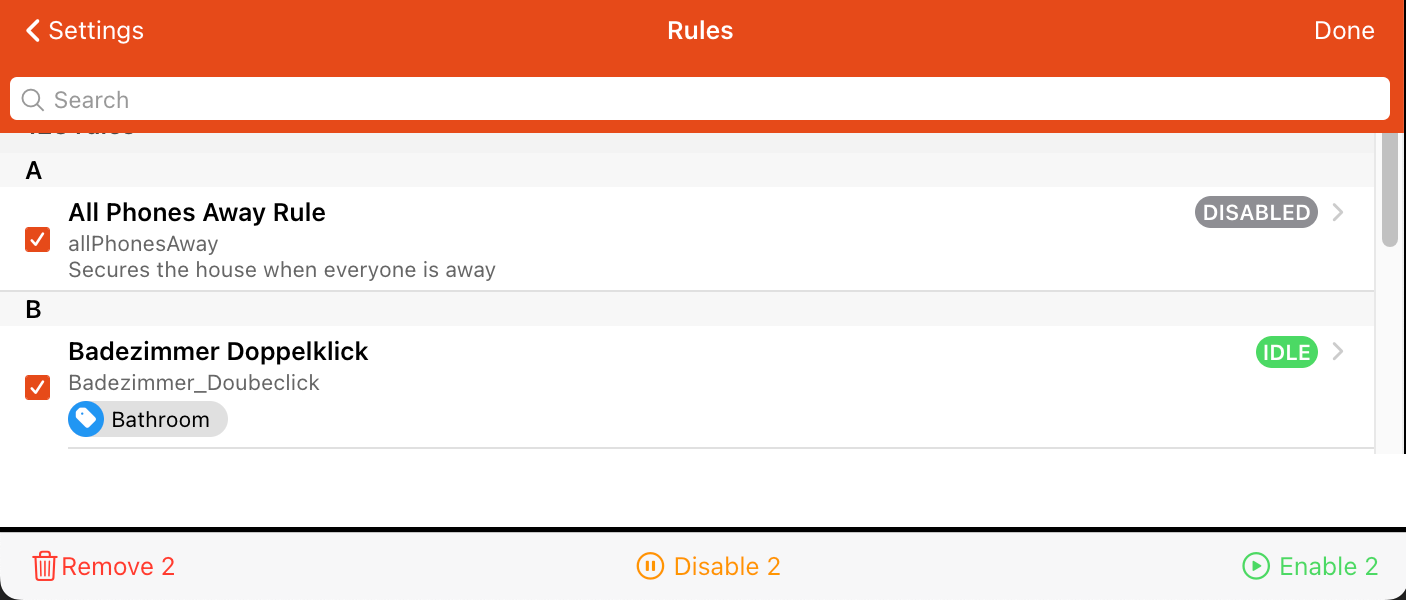 Settings
Rules
Done
Search
A
All Phones Away Rule
DISABLED
allPhonesAway
Secures the house when everyone is away
B
Badezimmer Doppelklick
IDLE
Badezimmer_Doubeclick
Bathroom
Remove 2
Disable 2
Enable 2